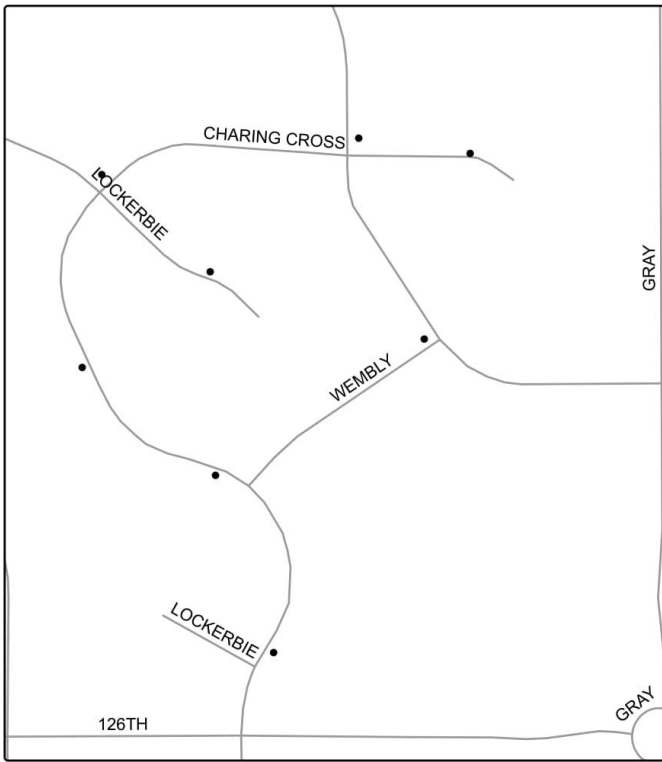 CHARING CROSS
LOCKERBIE
GRAY
WEMBLY
LOCKERBIE
GRAY
126TH